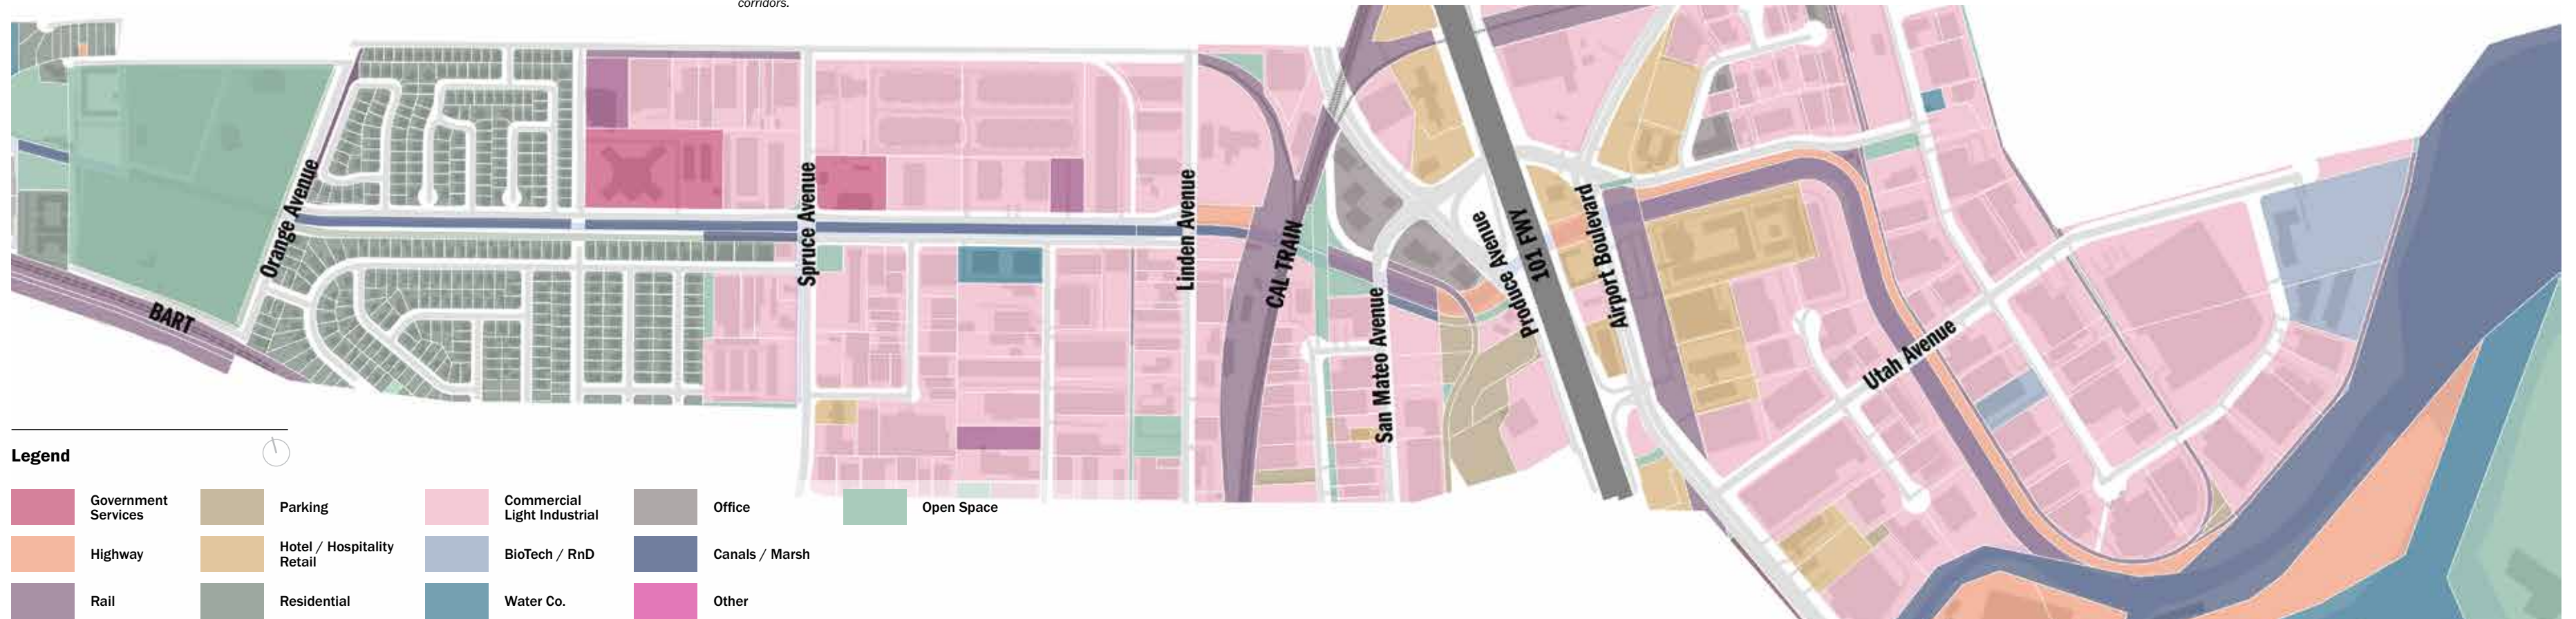 corridors.
Orange Avenue
BART
Spruce Avenue
Linden Avenue
CAL TRAIN
San Mateo Avenue
Produce Avenue
101 FWY
Airport Boulevard
Utah Avenue
Legend
Government
Services
Parking
Commercial
Light Industrial
Office
Open Space
Highway
Hotel / Hospitality
Retail
BioTech / RnD
Canals / Marsh
Rail
Residential
Water Co.
Other